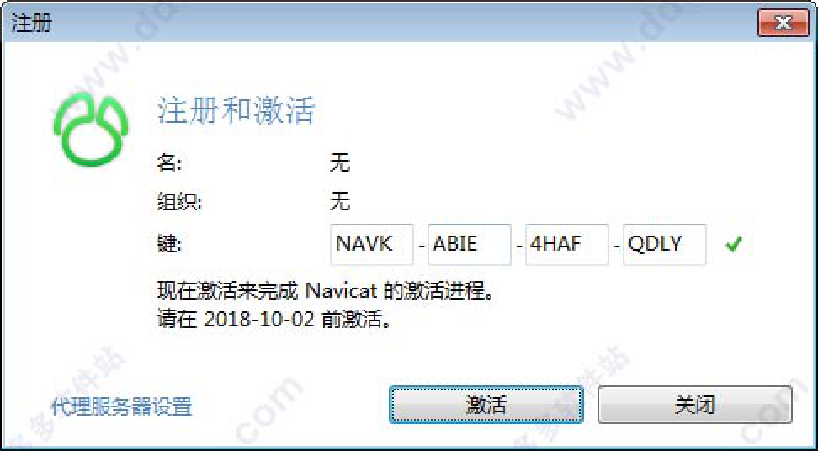 注册
注册和激活
名: 无
组织: 无
键: NAVK - ABIE - 4HAF - QDLY
现在激活来完成 Navicat 的激活进程。
请在 2018-10-02 前激活。
代理服务器设置 激活 关闭